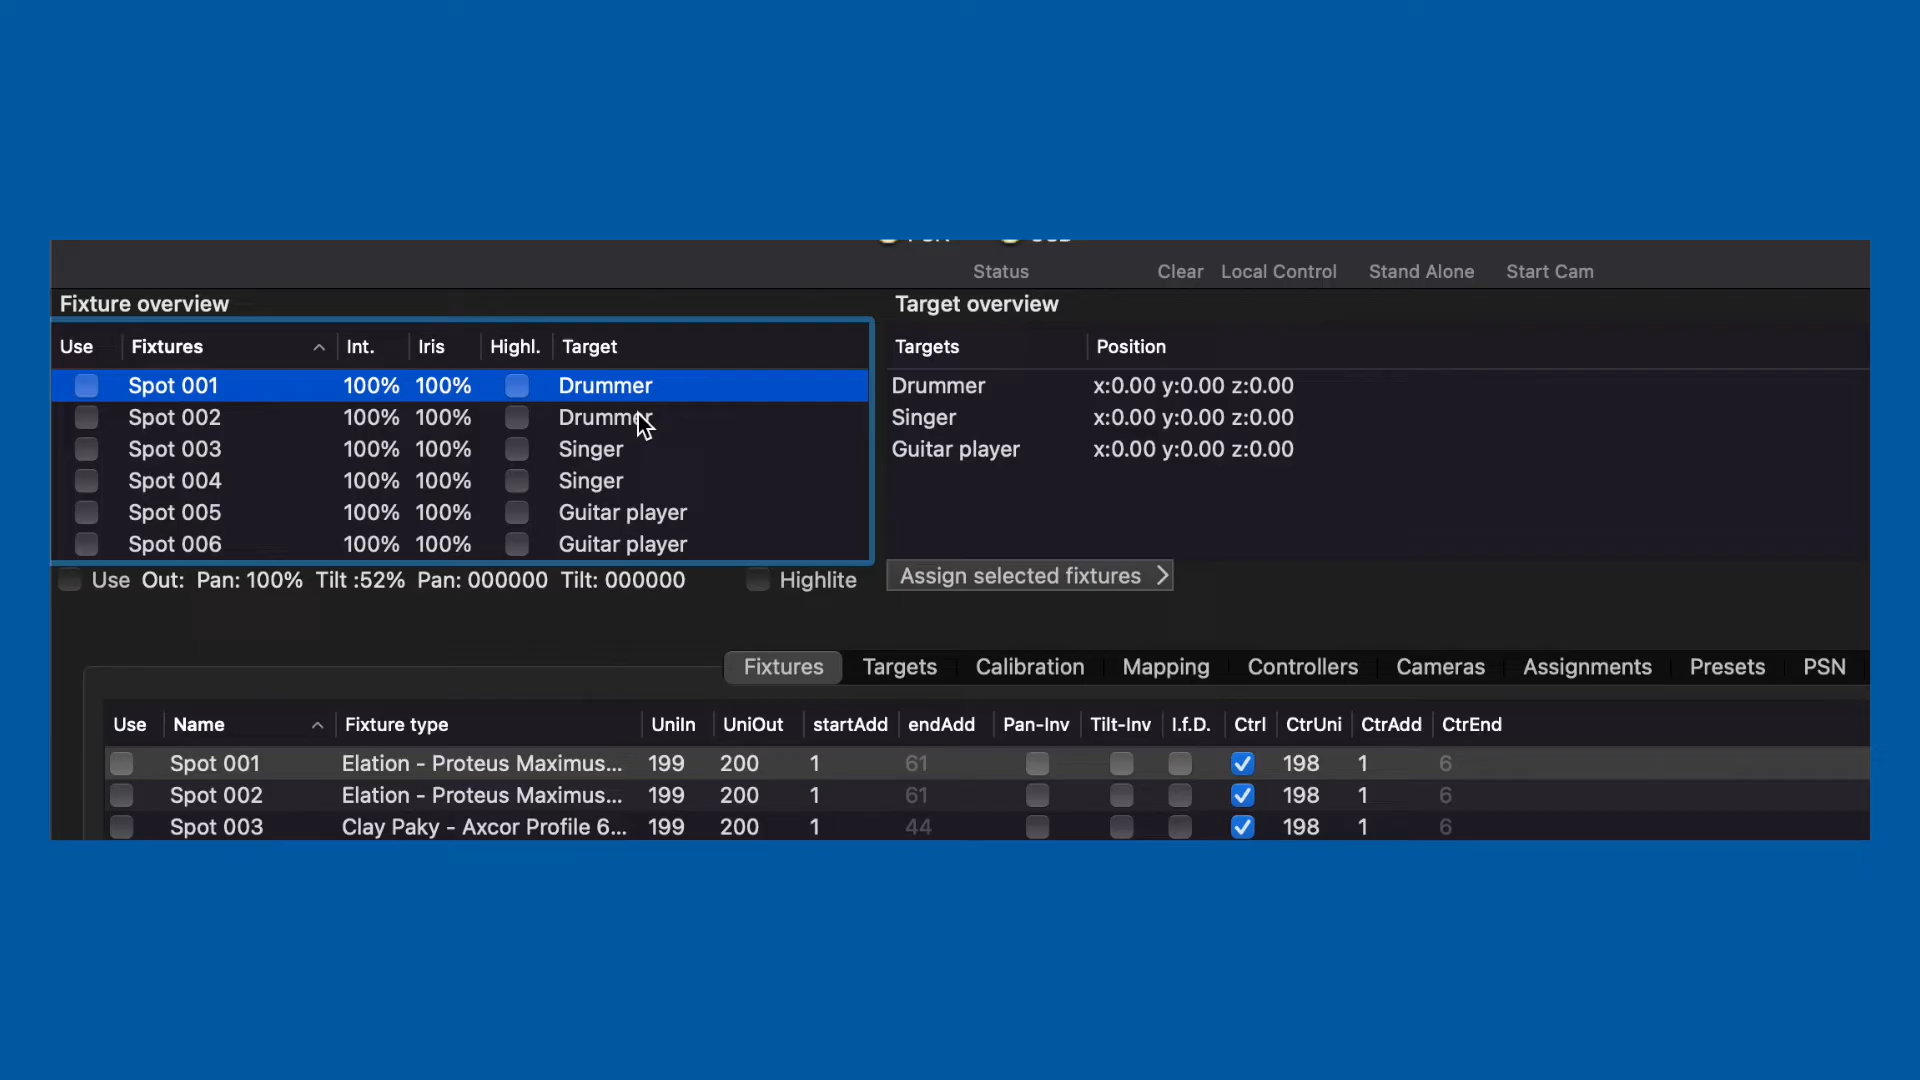 Status Clear Local Control Stand Alone Start Cam
Fixture overview
Use Fixtures Int. Iris Highl. Target
Spot 001 100% 100% Drummer
Spot 002 100% 100% Drummer
Spot 003 100% 100% Singer
Spot 004 100% 100% Singer
Spot 005 100% 100% Guitar player
Spot 006 100% 100% Guitar player
Use Out: Pan: 100% Tilt :52% Pan: 000000 Tilt: 000000 Highlite
Target overview
Targets Position
Drummer x:0.00 y:0.00 z:0.00
Singer x:0.00 y:0.00 z:0.00
Guitar player x:0.00 y:0.00 z:0.00
Assign selected fixtures
Fixtures Targets Calibration Mapping Controllers Cameras Assignments Presets PSN
Use Name Fixture type UniIn UniOut startAdd endAdd Pan-Inv Tilt-Inv I.f.D. Ctrl CtrUni CtrAdd CtrEnd
Spot 001 Elation - Proteus Maximus... 199 200 1 61 198 1 6
Spot 002 Elation - Proteus Maximus... 199 200 1 61 198 1 6
Spot 003 Clay Paky - Axcor Profile 6... 199 200 1 44 198 1 6